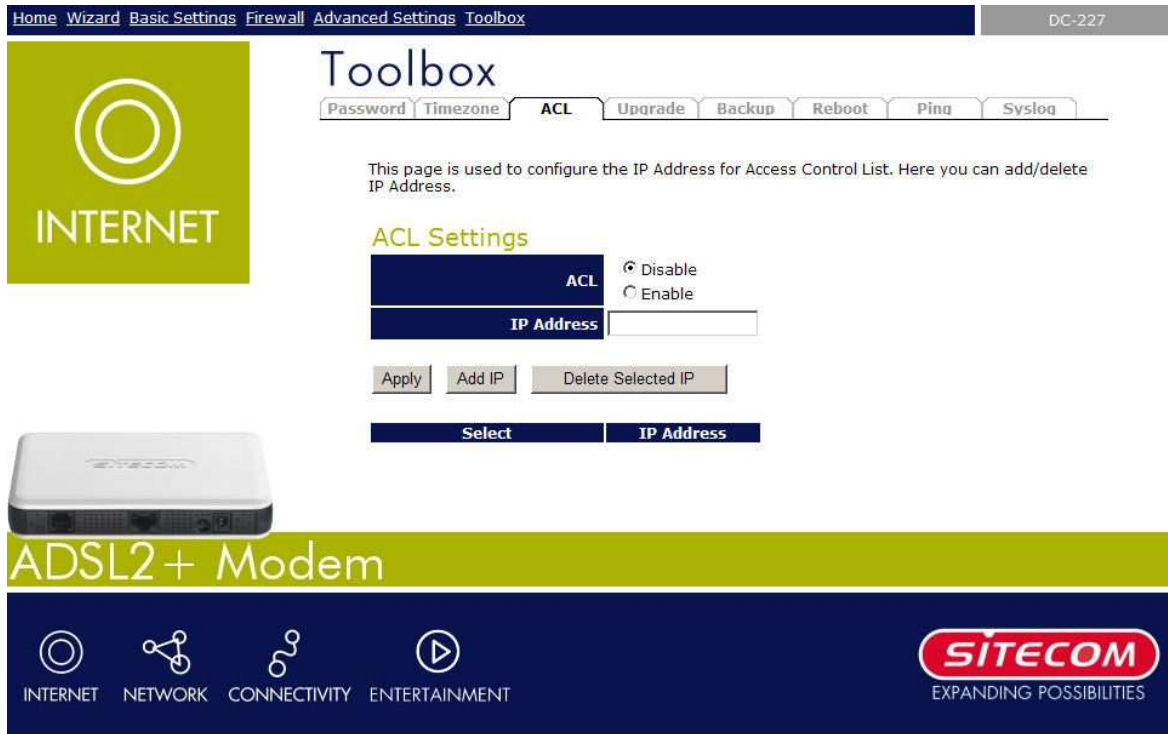 Home Wizard Basic Settings Firewall Advanced Settings Toolbox
DC-227
Toolbox
Password Timezone ACL Upgrade Backup Reboot Ping Syslog
This page is used to configure the IP Address for Access Control List. Here you can add/delete
IP Address.
INTERNET
ACL Settings
ACL
Disable
Enable
IP Address
Apply Add IP Delete Selected IP
Select IP Address
SITECOM
ADSL2+ Modem
INTERNET NETWORK CONNECTIVITY ENTERTAINMENT
SITECOM
EXPANDING POSSIBILITIES